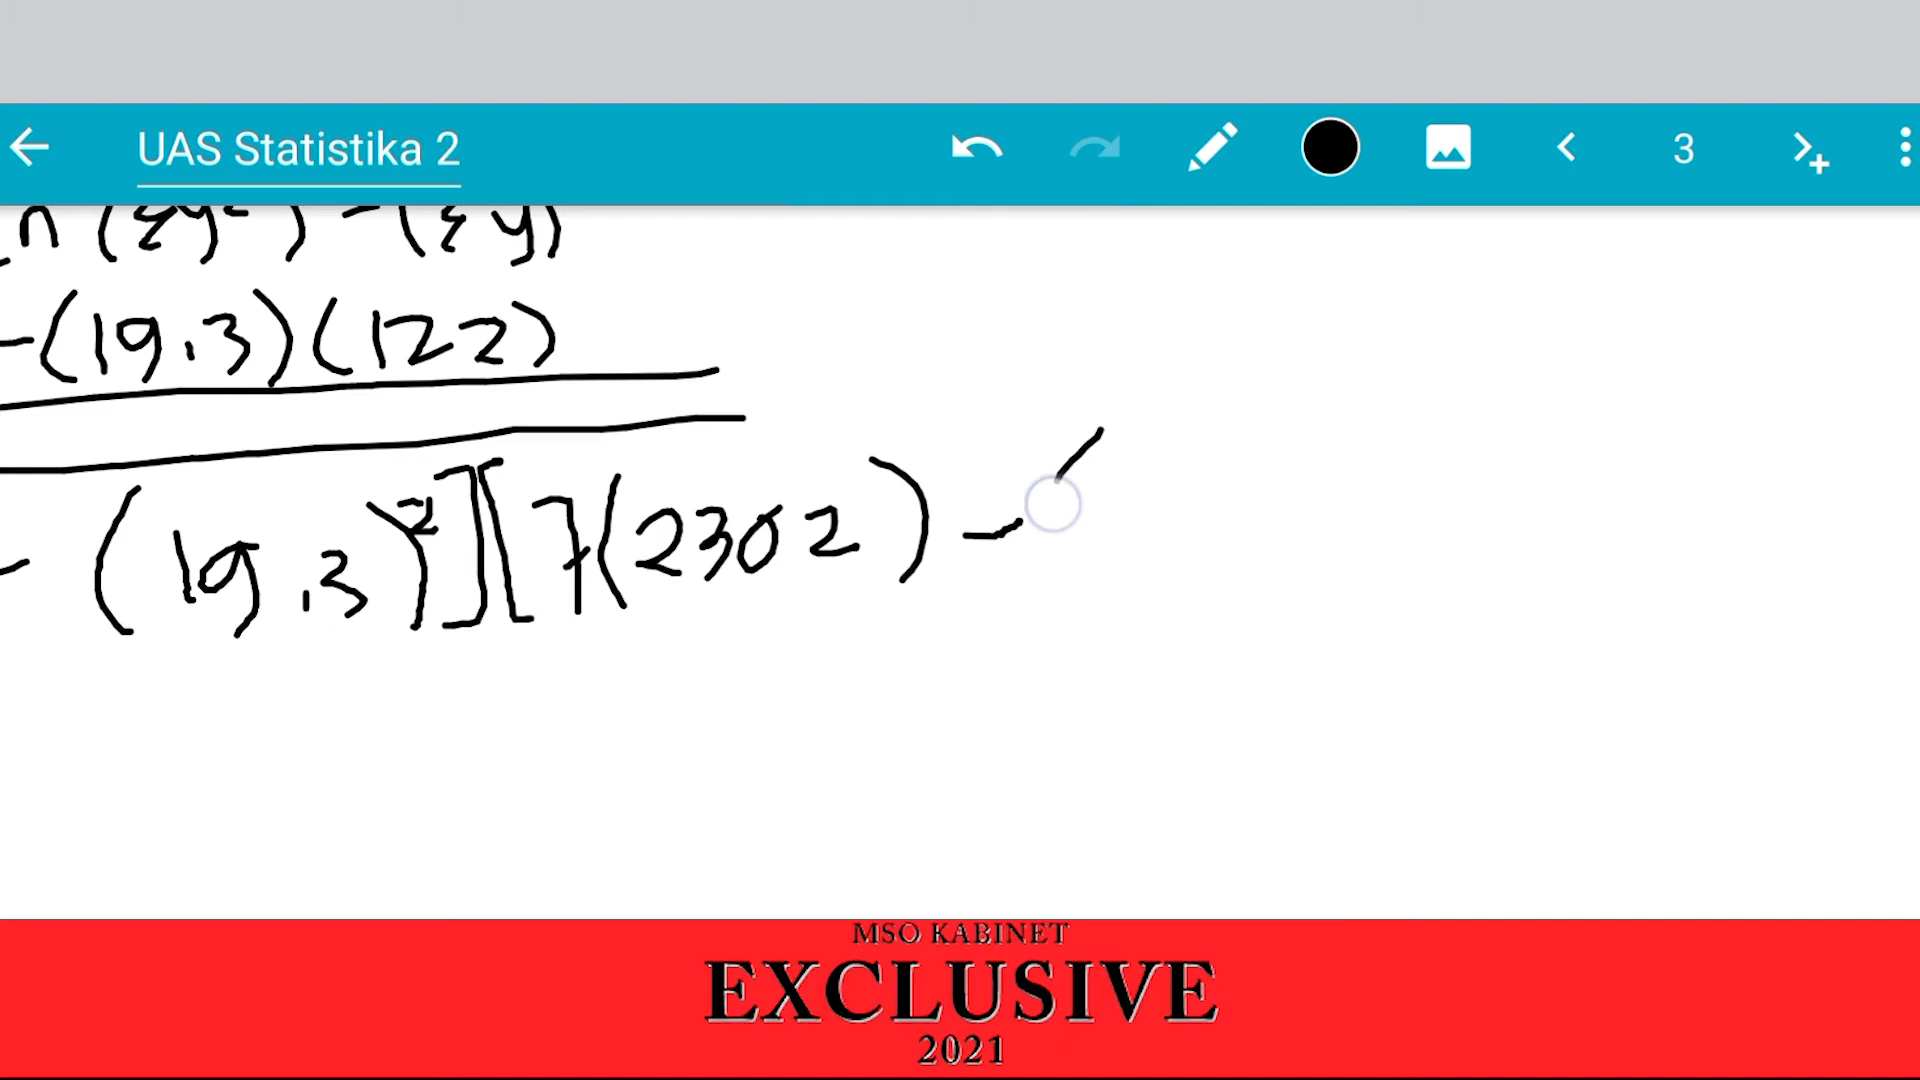 UAS Statistika 2
3
n (Σy²) - (Σy)
-(19.3)(122)
- (19.3)²][7(2302) -
MSO KABINET
EXCLUSIVE
2021